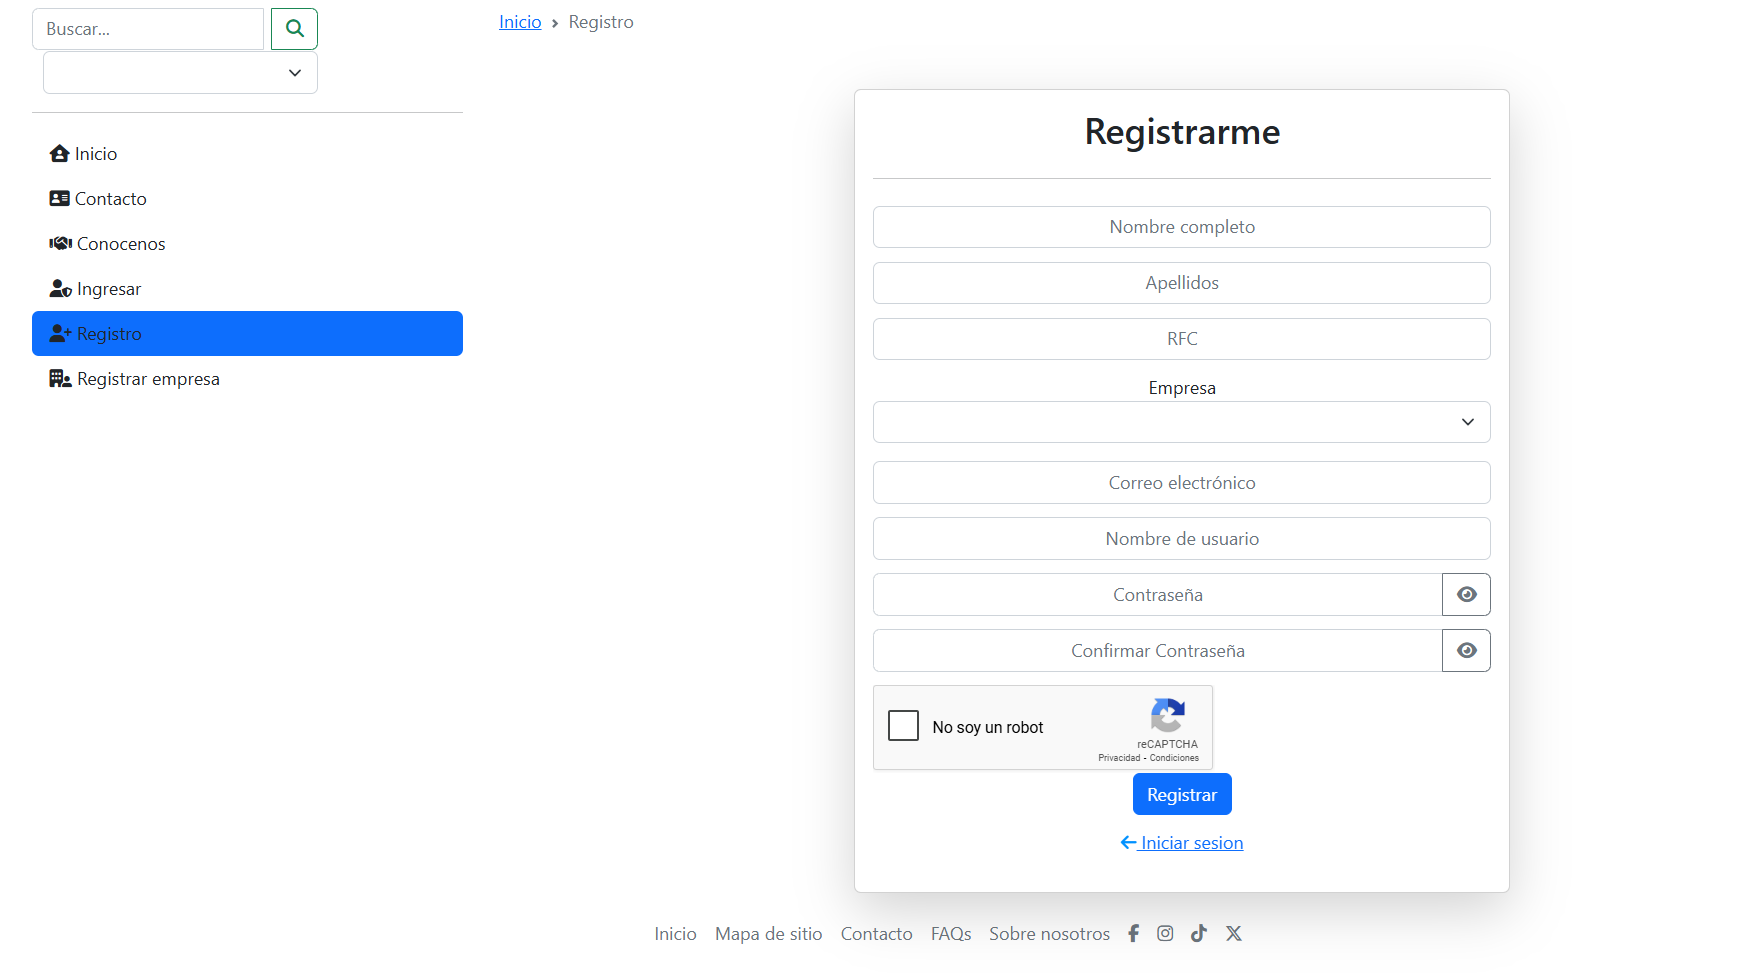 Buscar...
Inicio
Contacto
Conocenos
Ingresar
Registro
Registrar empresa
Inicio > Registro
Registrarme
Nombre completo
Apellidos
RFC
Empresa
Correo electrónico
Nombre de usuario
Contraseña
Confirmar Contraseña
No soy un robot
reCAPTCHA
Privacidad - Condiciones
Registrar
Iniciar sesion
Inicio Mapa de sitio Contacto FAQs Sobre nosotros